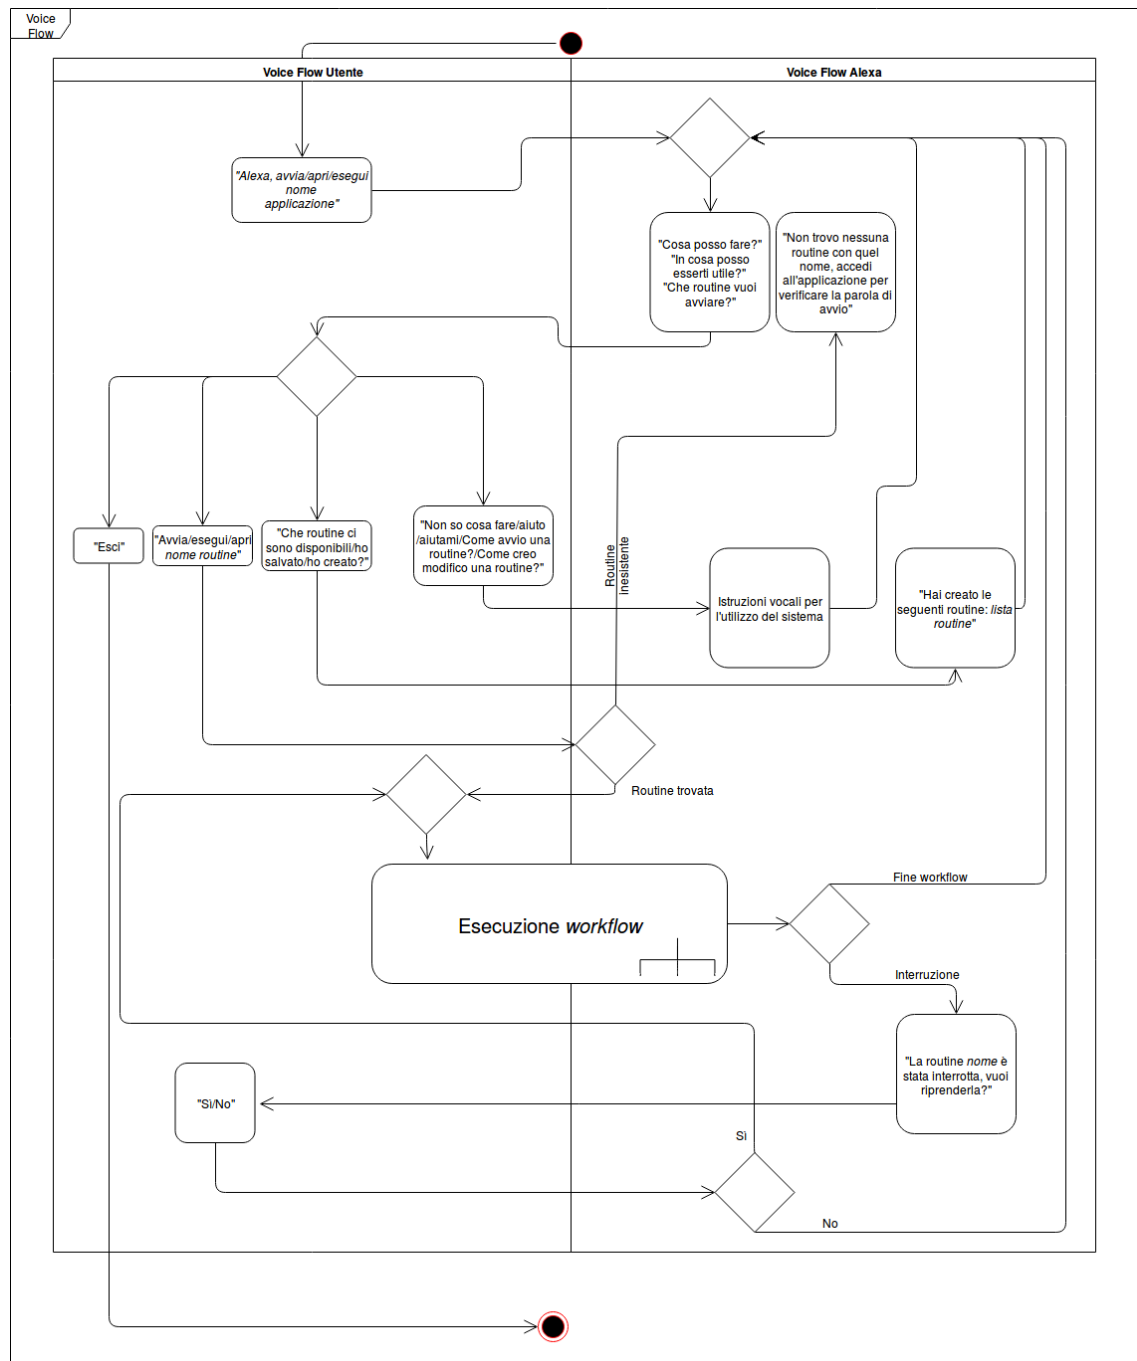 Voice
Flow
Voice Flow Utente
Voice Flow Alexa
"Alexa, avvia/apri/esegui
nome
applicazione"
"Cosa posso fare?"
"In cosa posso
esserti utile?"
"Che routine vuoi
avviare?"
"Non trovo nessuna
routine con quel
nome, accedi
all'applicazione per
verificare la parola di
avvio"
"Esci"
"Avvia/esegui/apri
nome routine"
"Che routine ci
sono disponibili/ho
salvato/ho creato?"
"Non so cosa fare/aiuto
/aiutami/Come avvio una
routine?/Come creo
modifico una routine?"
Routine
inesistente
Istruzioni vocali per
l'utilizzo del sistema
"Hai creato le
seguenti routine: lista
routine"
Routine trovata
Esecuzione workflow
Fine workflow
Interruzione
"La routine nome è
stata interrotta, vuoi
riprenderla?"
"Sì/No"
Sì
No